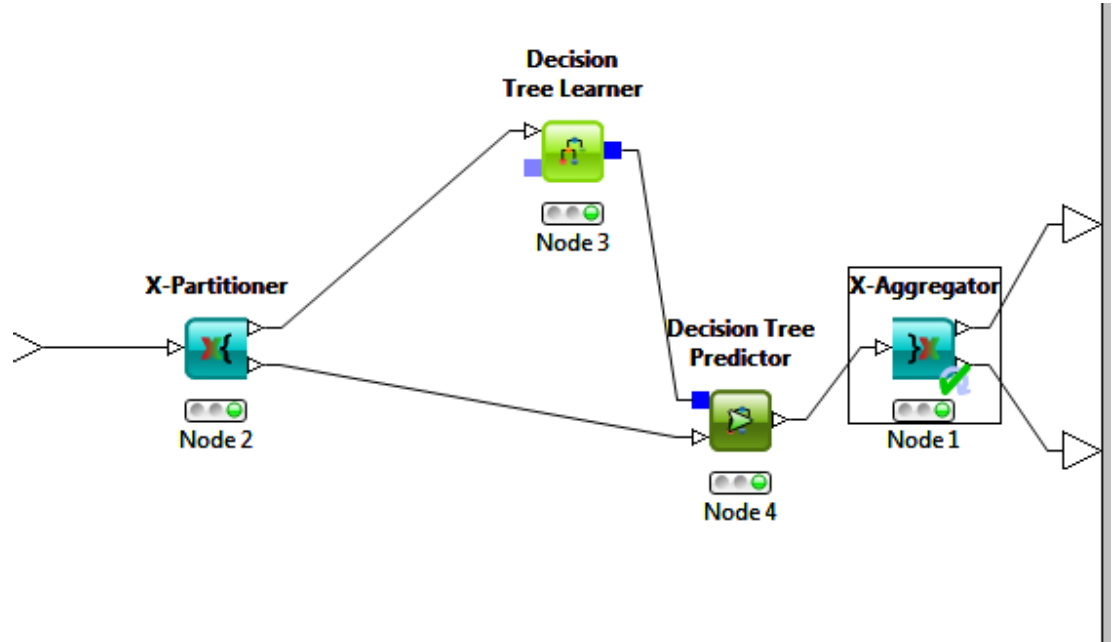 Decision
Tree Learner
Node 3
X-Partitioner
X{
Node 2
Decision Tree
Predictor
Node 4
X-Aggregator
}X
Node 1